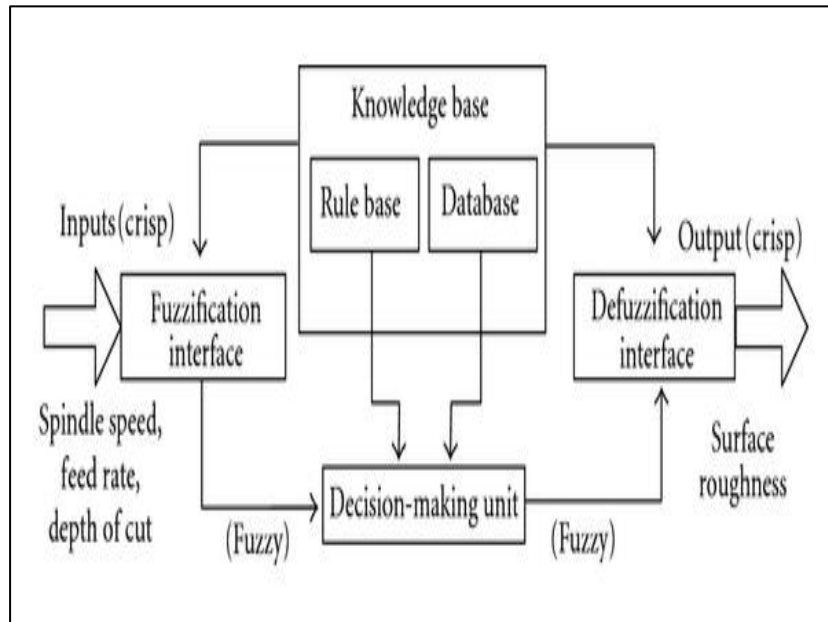 Knowledge base
Rule base
Database
Inputs (crisp)
Output (crisp)
Fuzzification
interface
Defuzzification
interface
Spindle speed,
feed rate,
depth of cut
Surface
roughness
Decision-making unit
(Fuzzy)
(Fuzzy)